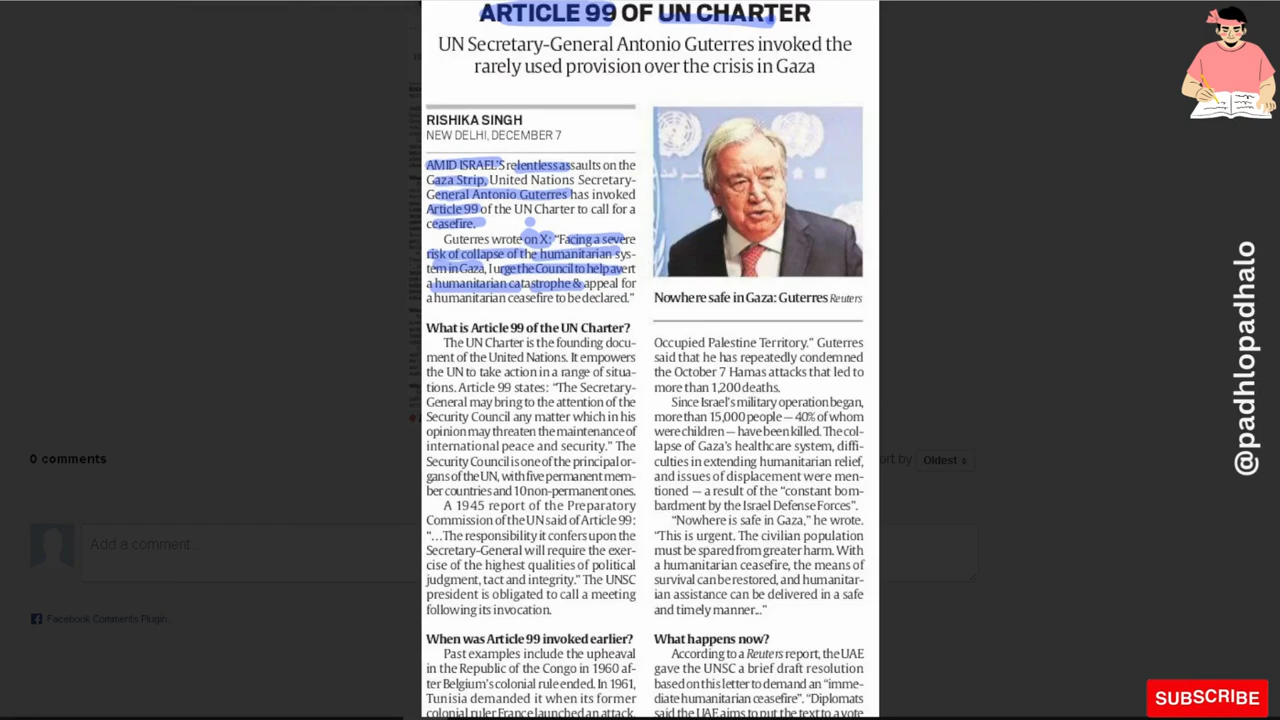 ARTICLE 99 OF UN CHARTER
UN Secretary-General Antonio Guterres invoked the
rarely used provision over the crisis in Gaza
RISHIKA SINGH
NEW DELHI, DECEMBER 7
AMID ISRAEL'S relentless assaults on the
Gaza Strip, United Nations Secretary-
General Antonio Guterres has invoked
Article 99 of the UN Charter to call for a
ceasefire.
Guterres wrote on X: "Facing a severe
risk of collapse of the humanitarian sys-
tem in Gaza, I urge the Council to help avert
a humanitarian catastrophe & appeal for
a humanitarian ceasefire to be declared."
What is Article 99 of the UN Charter?
The UN Charter is the founding docu-
ment of the United Nations. It empowers
the UN to take action in a range of situa-
tions. Article 99 states: "The Secretary-
General may bring to the attention of the
Security Council any matter which in his
opinion may threaten the maintenance of
international peace and security." The
Security Council is one of the principal or-
gans of the UN, with five permanent mem-
ber countries and 10 non-permanent ones.
A 1945 report of the Preparatory
Commission of the UN said of Article 99:
"...The responsibility it confers upon the
Secretary-General will require the exer-
cise of the highest qualities of political
judgment, tact and integrity." The UNSC
president is obligated to call a meeting
following its invocation.
When was Article 99 invoked earlier?
Past examples include the upheaval
in the Republic of the Congo in 1960 af-
ter Belgium's colonial rule ended. In 1961,
Tunisia demanded it when its former
colonial ruler France launched an attack.
Nowhere safe in Gaza: Guterres Reuters
Occupied Palestine Territory." Guterres
said that he has repeatedly condemned
the October 7 Hamas attacks that led to
more than 1,200 deaths.
Since Israel's military operation began,
more than 15,000 people — 40% of whom
were children — have been killed. The col-
lapse of Gaza's healthcare system, diffi-
culties in extending humanitarian relief,
and issues of displacement were men-
tioned — a result of the "constant bom-
bardment by the Israel Defense Forces".
"Nowhere is safe in Gaza," he wrote.
"This is urgent. The civilian population
must be spared from greater harm. With
a humanitarian ceasefire, the means of
survival can be restored, and humanitar-
ian assistance can be delivered in a safe
and timely manner..."
What happens now?
According to a Reuters report, the UAE
gave the UNSC a brief draft resolution
based on this letter to demand an "imme-
diate humanitarian ceasefire". "Diplomats
said the UAE aims to put the text to a vote
0 comments
ort by Oldest
Add a comment...
Facebook Comments Plugin
@padhlopadhalo
SUBSCRIBE